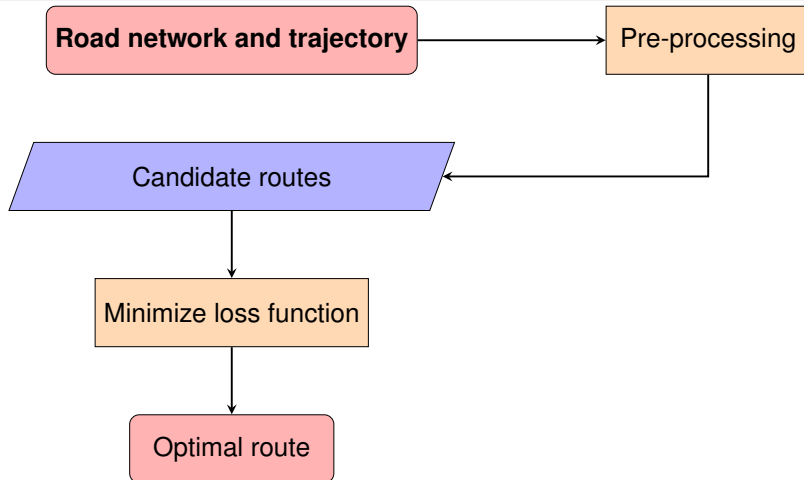 Road network and trajectory
Pre-processing
Candidate routes
Minimize loss function
Optimal route